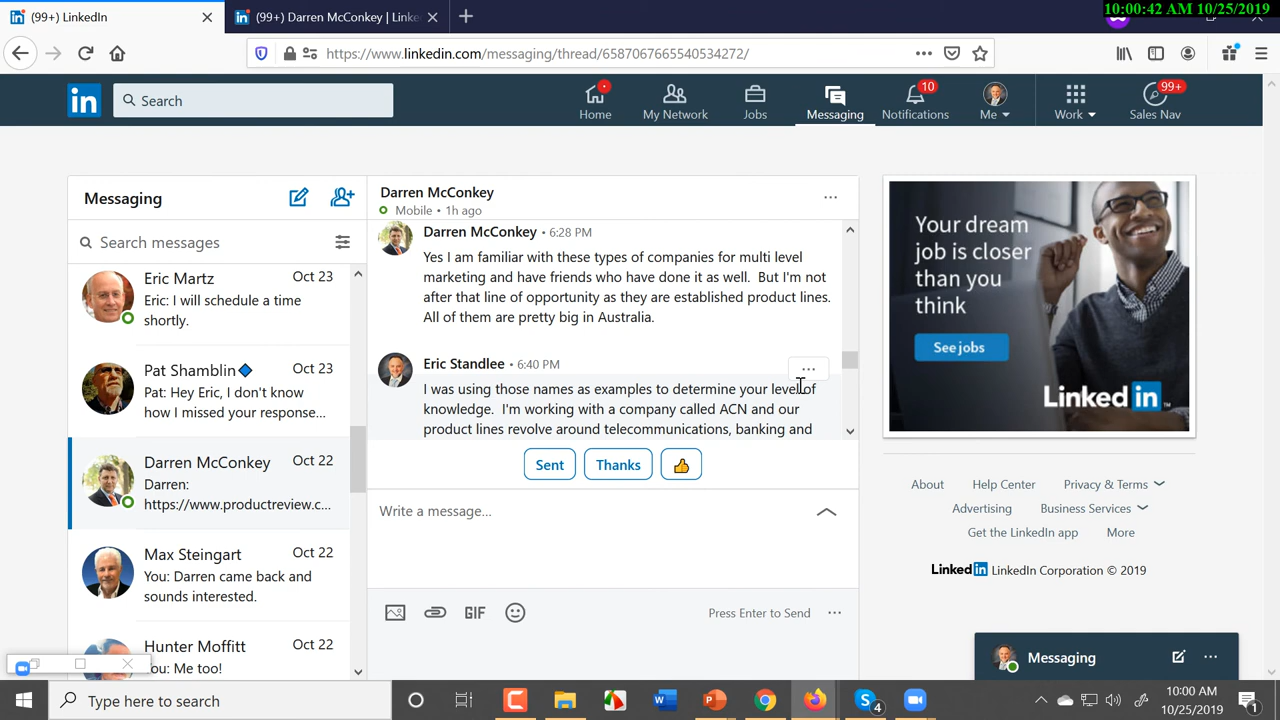 10:00:42 AM 10/25/2019
(99+) LinkedIn
(99+) Darren McConkey | Linke
https://www.linkedin.com/messaging/thread/6587067665540534272/
in
Search
Home
My Network
Jobs
Messaging
10
Notifications
Me
Work
99+
Sales Nav
Messaging
Search messages
Eric Martz
Oct 23
Eric: I will schedule a time
shortly.
Pat Shamblin
Oct 23
Pat: Hey Eric, I don't know
how I missed your response...
Darren McConkey
Oct 22
Darren:
https://www.productreview.c...
Max Steingart
Oct 22
You: Darren came back and
sounds interested.
Hunter Moffitt
Oct 22
You: Me too!
Darren McConkey
Mobile • 1h ago
Darren McConkey • 6:28 PM
Yes I am familiar with these types of companies for multi level
marketing and have friends who have done it as well.  But I'm not
after that line of opportunity as they are established product lines.
All of them are pretty big in Australia.
Eric Standlee • 6:40 PM
I was using those names as examples to determine your level of
knowledge.  I'm working with a company called ACN and our
product lines revolve around telecommunications, banking and
Sent
Thanks
Write a message...
GIF
Press Enter to Send
Your dream
job is closer
than you
think
See jobs
Linked in
About
Help Center
Privacy & Terms
Advertising
Business Services
Get the LinkedIn app
More
Linked in LinkedIn Corporation © 2019
Messaging
Type here to search
4
10:00 AM
10/25/2019
1